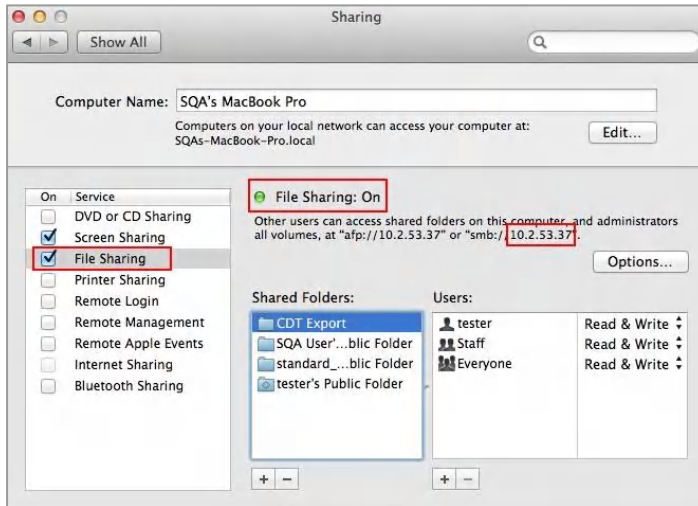 Sharing
Show All
Computer Name: SQA's MacBook Pro
Computers on your local network can access your computer at:
SQAs-MacBook-Pro.local
Edit...
On Service
DVD or CD Sharing
Screen Sharing
File Sharing
Printer Sharing
Remote Login
Remote Management
Remote Apple Events
Internet Sharing
Bluetooth Sharing
File Sharing: On
Other users can access shared folders on this computer, and administrators
all volumes, at "afp://10.2.53.37" or "smb://10.2.53.37".
Options...
Shared Folders:
CDT Export
SQA User'...blic Folder
standard_...blic Folder
tester's Public Folder
Users:
tester Read & Write
Staff Read & Write
Everyone Read & Write